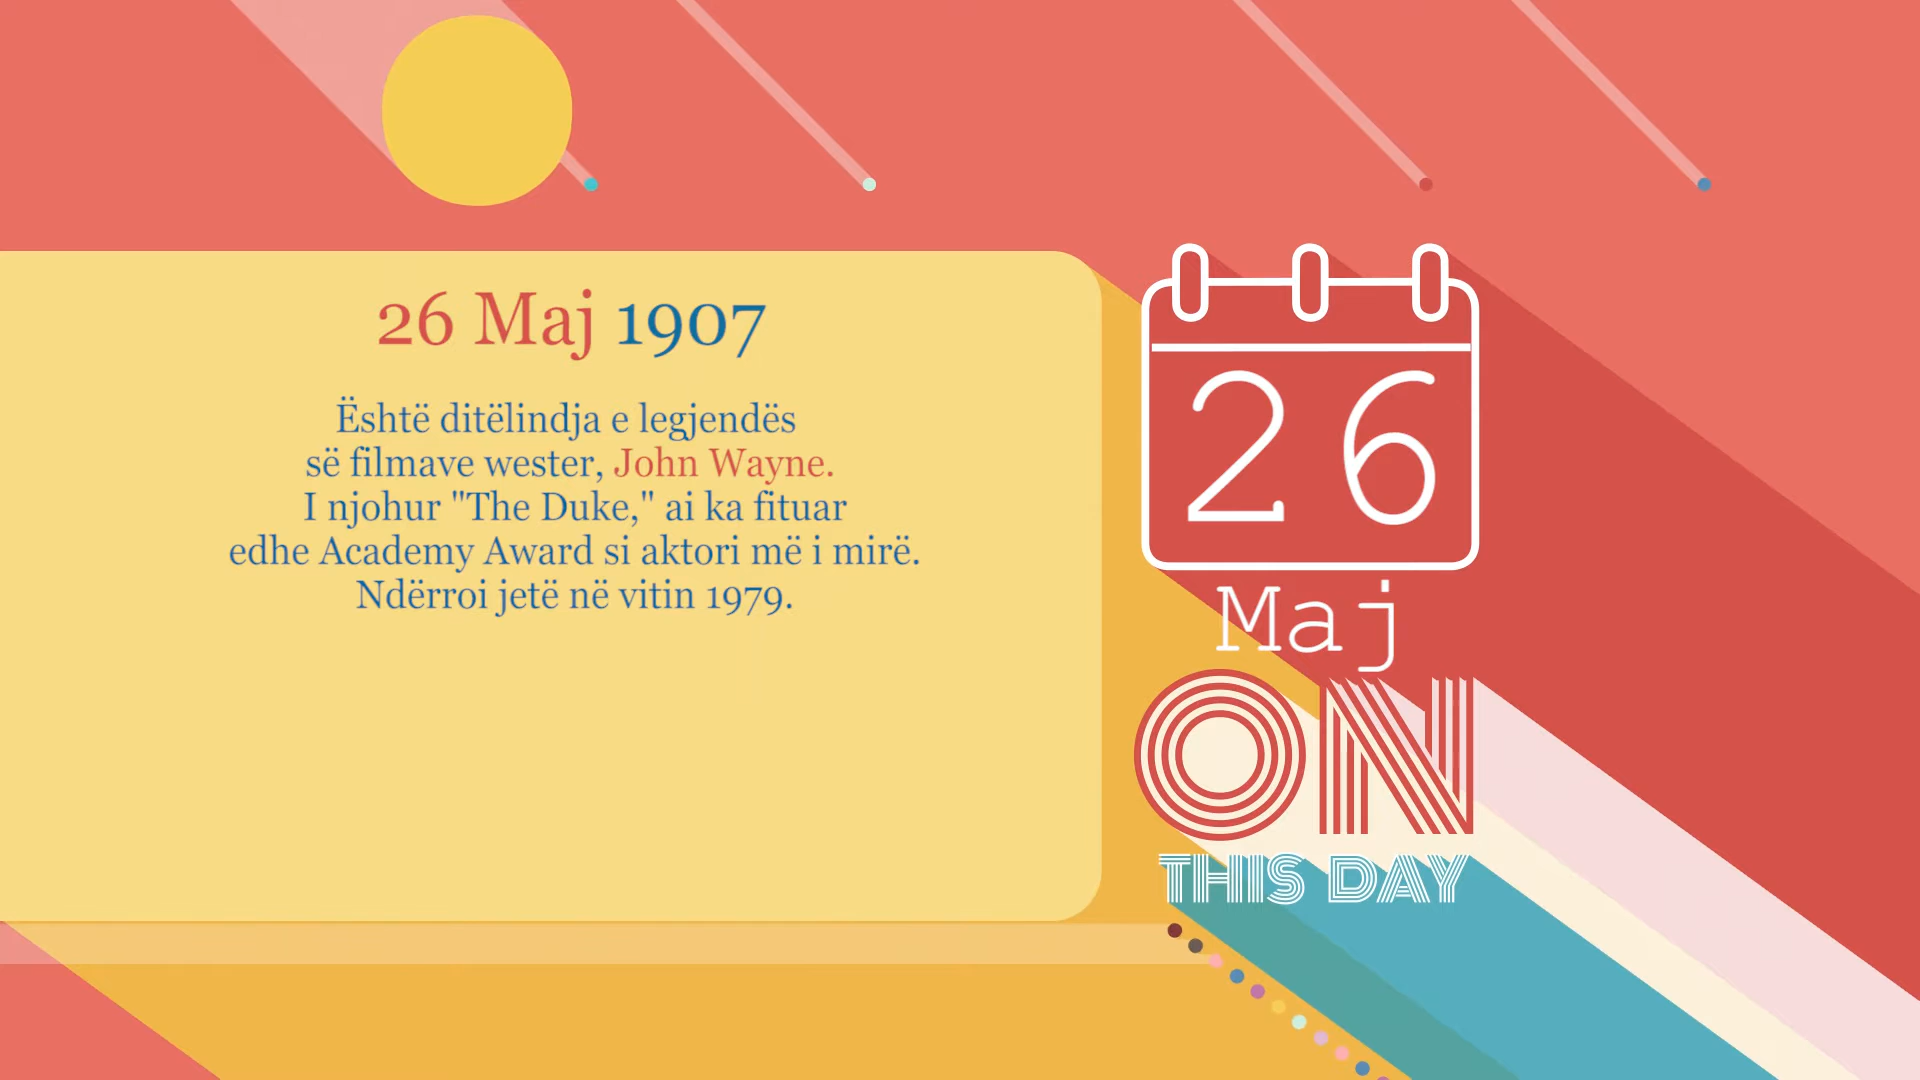 26 Maj 1907
Është ditëlindja e legjendës
së filmave wester, John Wayne.
I njohur "The Duke," ai ka fituar
edhe Academy Award si aktori më i mirë.
Ndërroi jetë në vitin 1979.
26
Maj
ON
THIS DAY